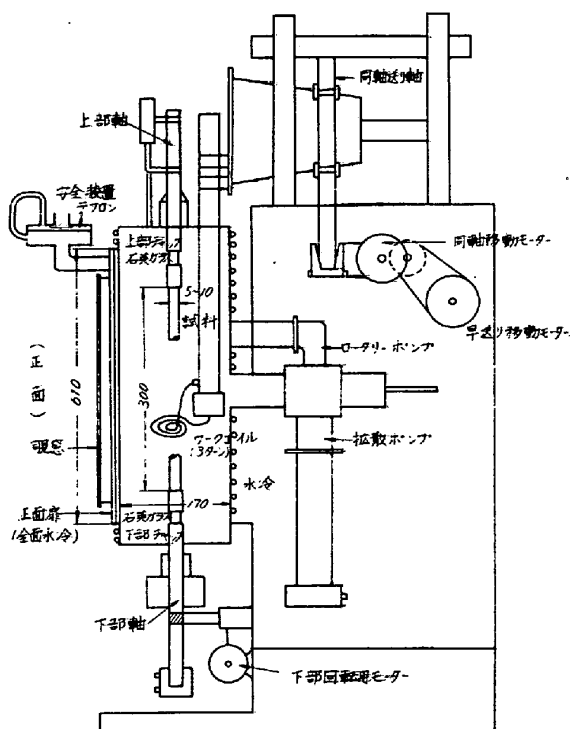 同軸送り軸
上部軸
安全装置
テフロン
上部チャック
石英ガラス
同軸移動モーター
5~10
試料
早送り移動モーター
ロータリーポンプ
(正面)
610
300
覗窓
ワークコイル
(3ターン)
拡散ポンプ
水冷
170
正面扉
(全面水冷)
石英ガラス
下部チャック
下部軸
下部回転用モーター